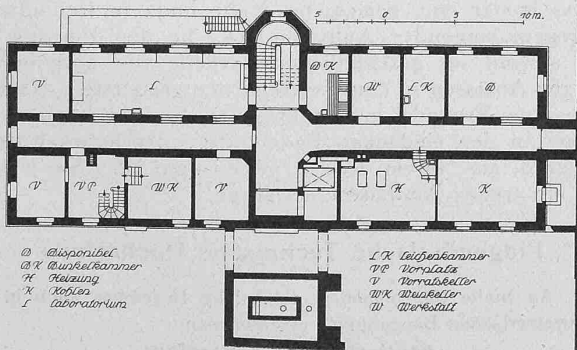 5 0 5 10 m.
DK
V L W LK D
V VP WK V H K
D Disponibel
DK Dunkelkammer
H Heizung
K Kohlen
L Laboratorium
LK Leichenkammer
VP Vorplatz
V Vorratskeller
WK Weinkeller
W Werkstatt